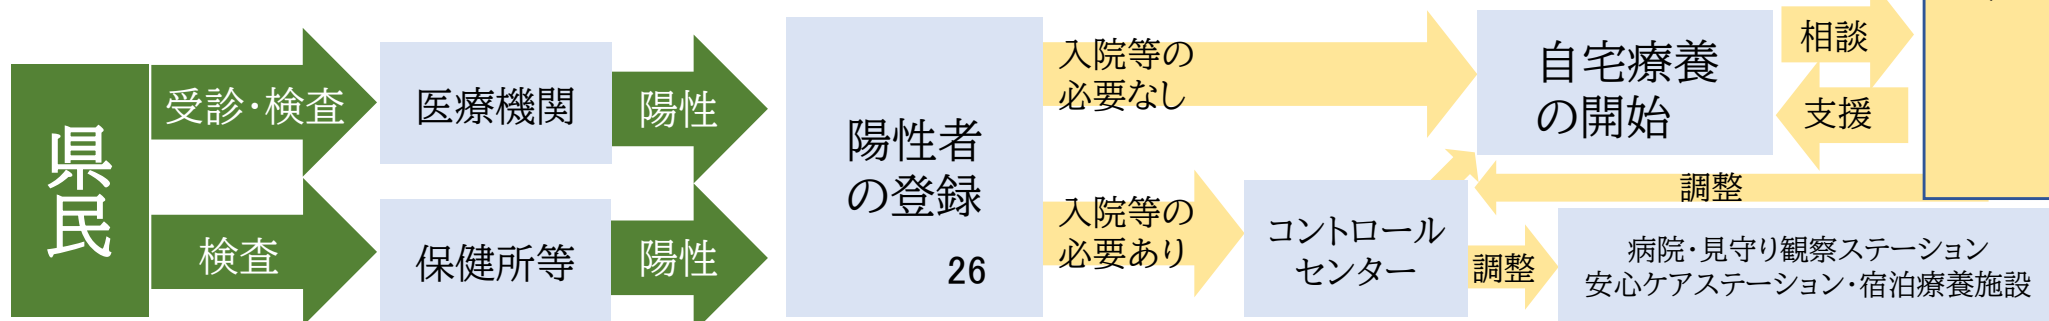 県民
受診・検査
医療機関
陽性
検査
保健所等
陽性
陽性者
の登録
26
入院等の
必要なし
入院等の
必要あり
自宅療養
の開始
相談
支援
調整
コントロール
センター
調整
病院・見守り観察ステーション
安心ケアステーション・宿泊療養施設